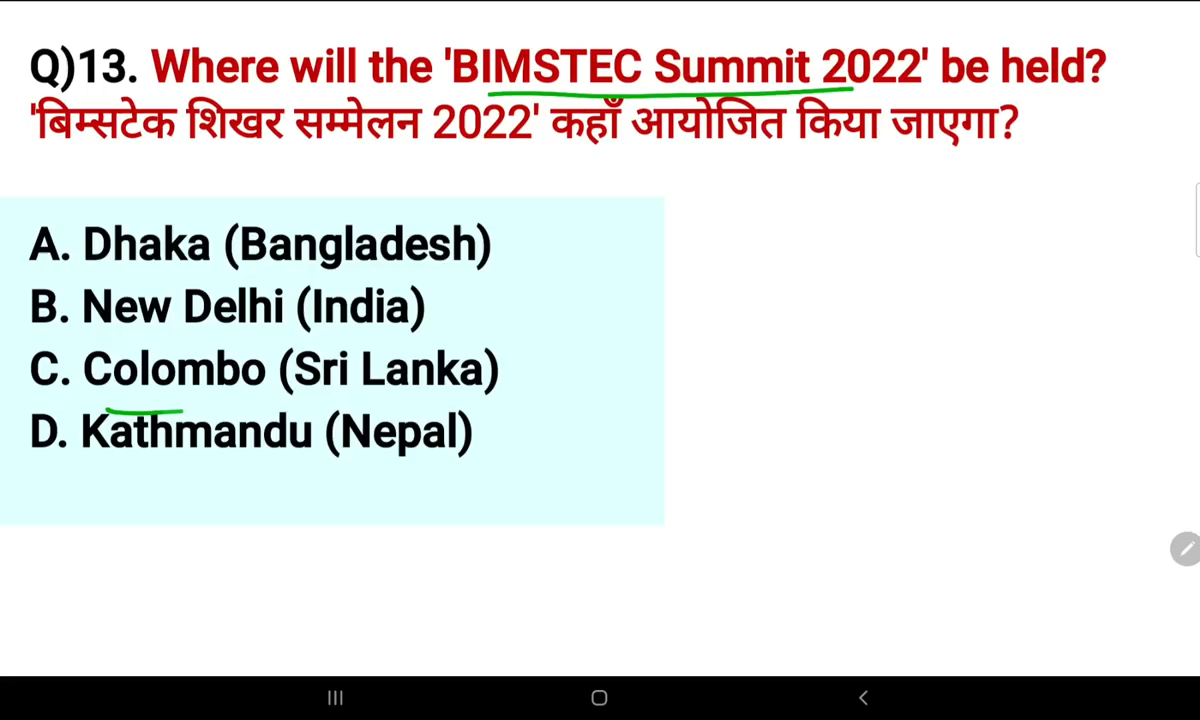 Q)13. Where will the 'BIMSTEC Summit 2022' be held?
'बिम्सटेक शिखर सम्मेलन 2022' कहाँ आयोजित किया जाएगा?
A. Dhaka (Bangladesh)
B. New Delhi (India)
C. Colombo (Sri Lanka)
D. Kathmandu (Nepal)